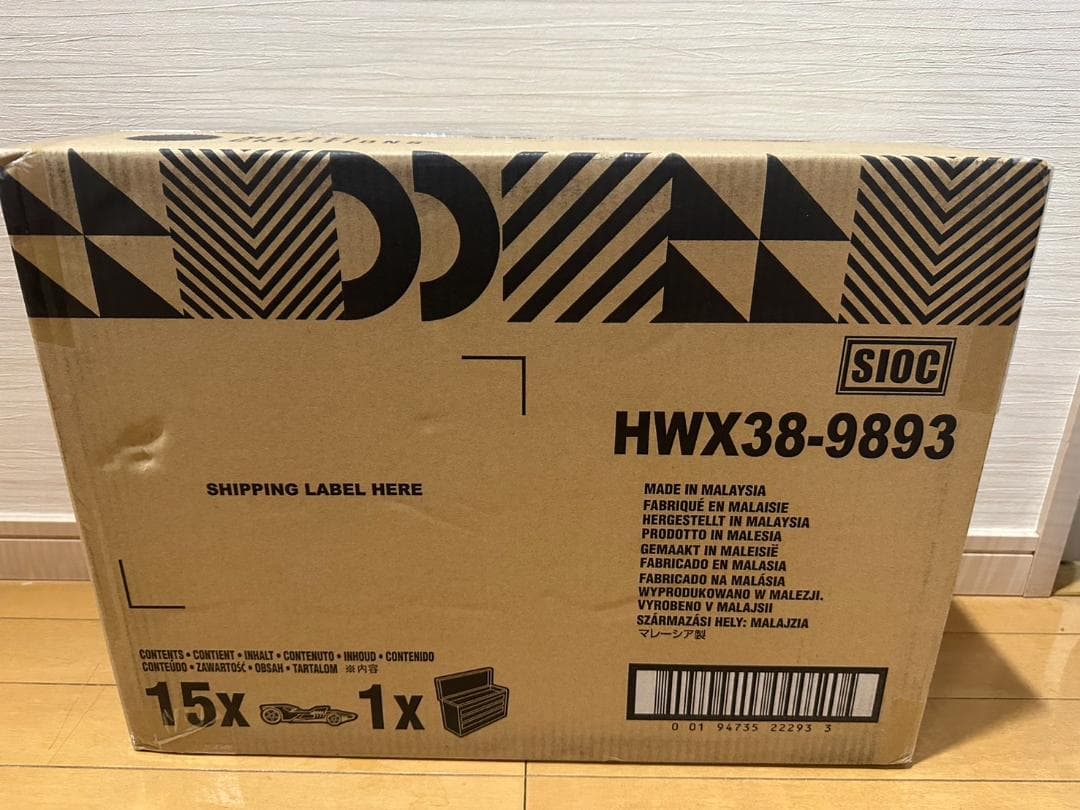 CREATIONS
SIOC
HWX38-9893
SHIPPING LABEL HERE
MADE IN MALAYSIA
FABRIQUÉ EN MALAISIE
HERGESTELLT IN MALAYSIA
PRODOTTO IN MALESIA
GEMAAKT IN MALEISIË
FABRICADO EN MALASIA
FABRICADO NA MALÁSIA
WYPRODUKOWANO W MALEZJI.
VYROBENO V MALAJSII
SZÁRMAZÁSI HELY: MALAJZIA
マレーシア製
CONTENTS • CONTIENT • INHALT • CONTENUTO • INHOUD • CONTENIDO
CONTEÚDO • ZAWARTOŚĆ • OBSAH • TARTALOM ※内容
15x 1x
0 01 94735 22293 3